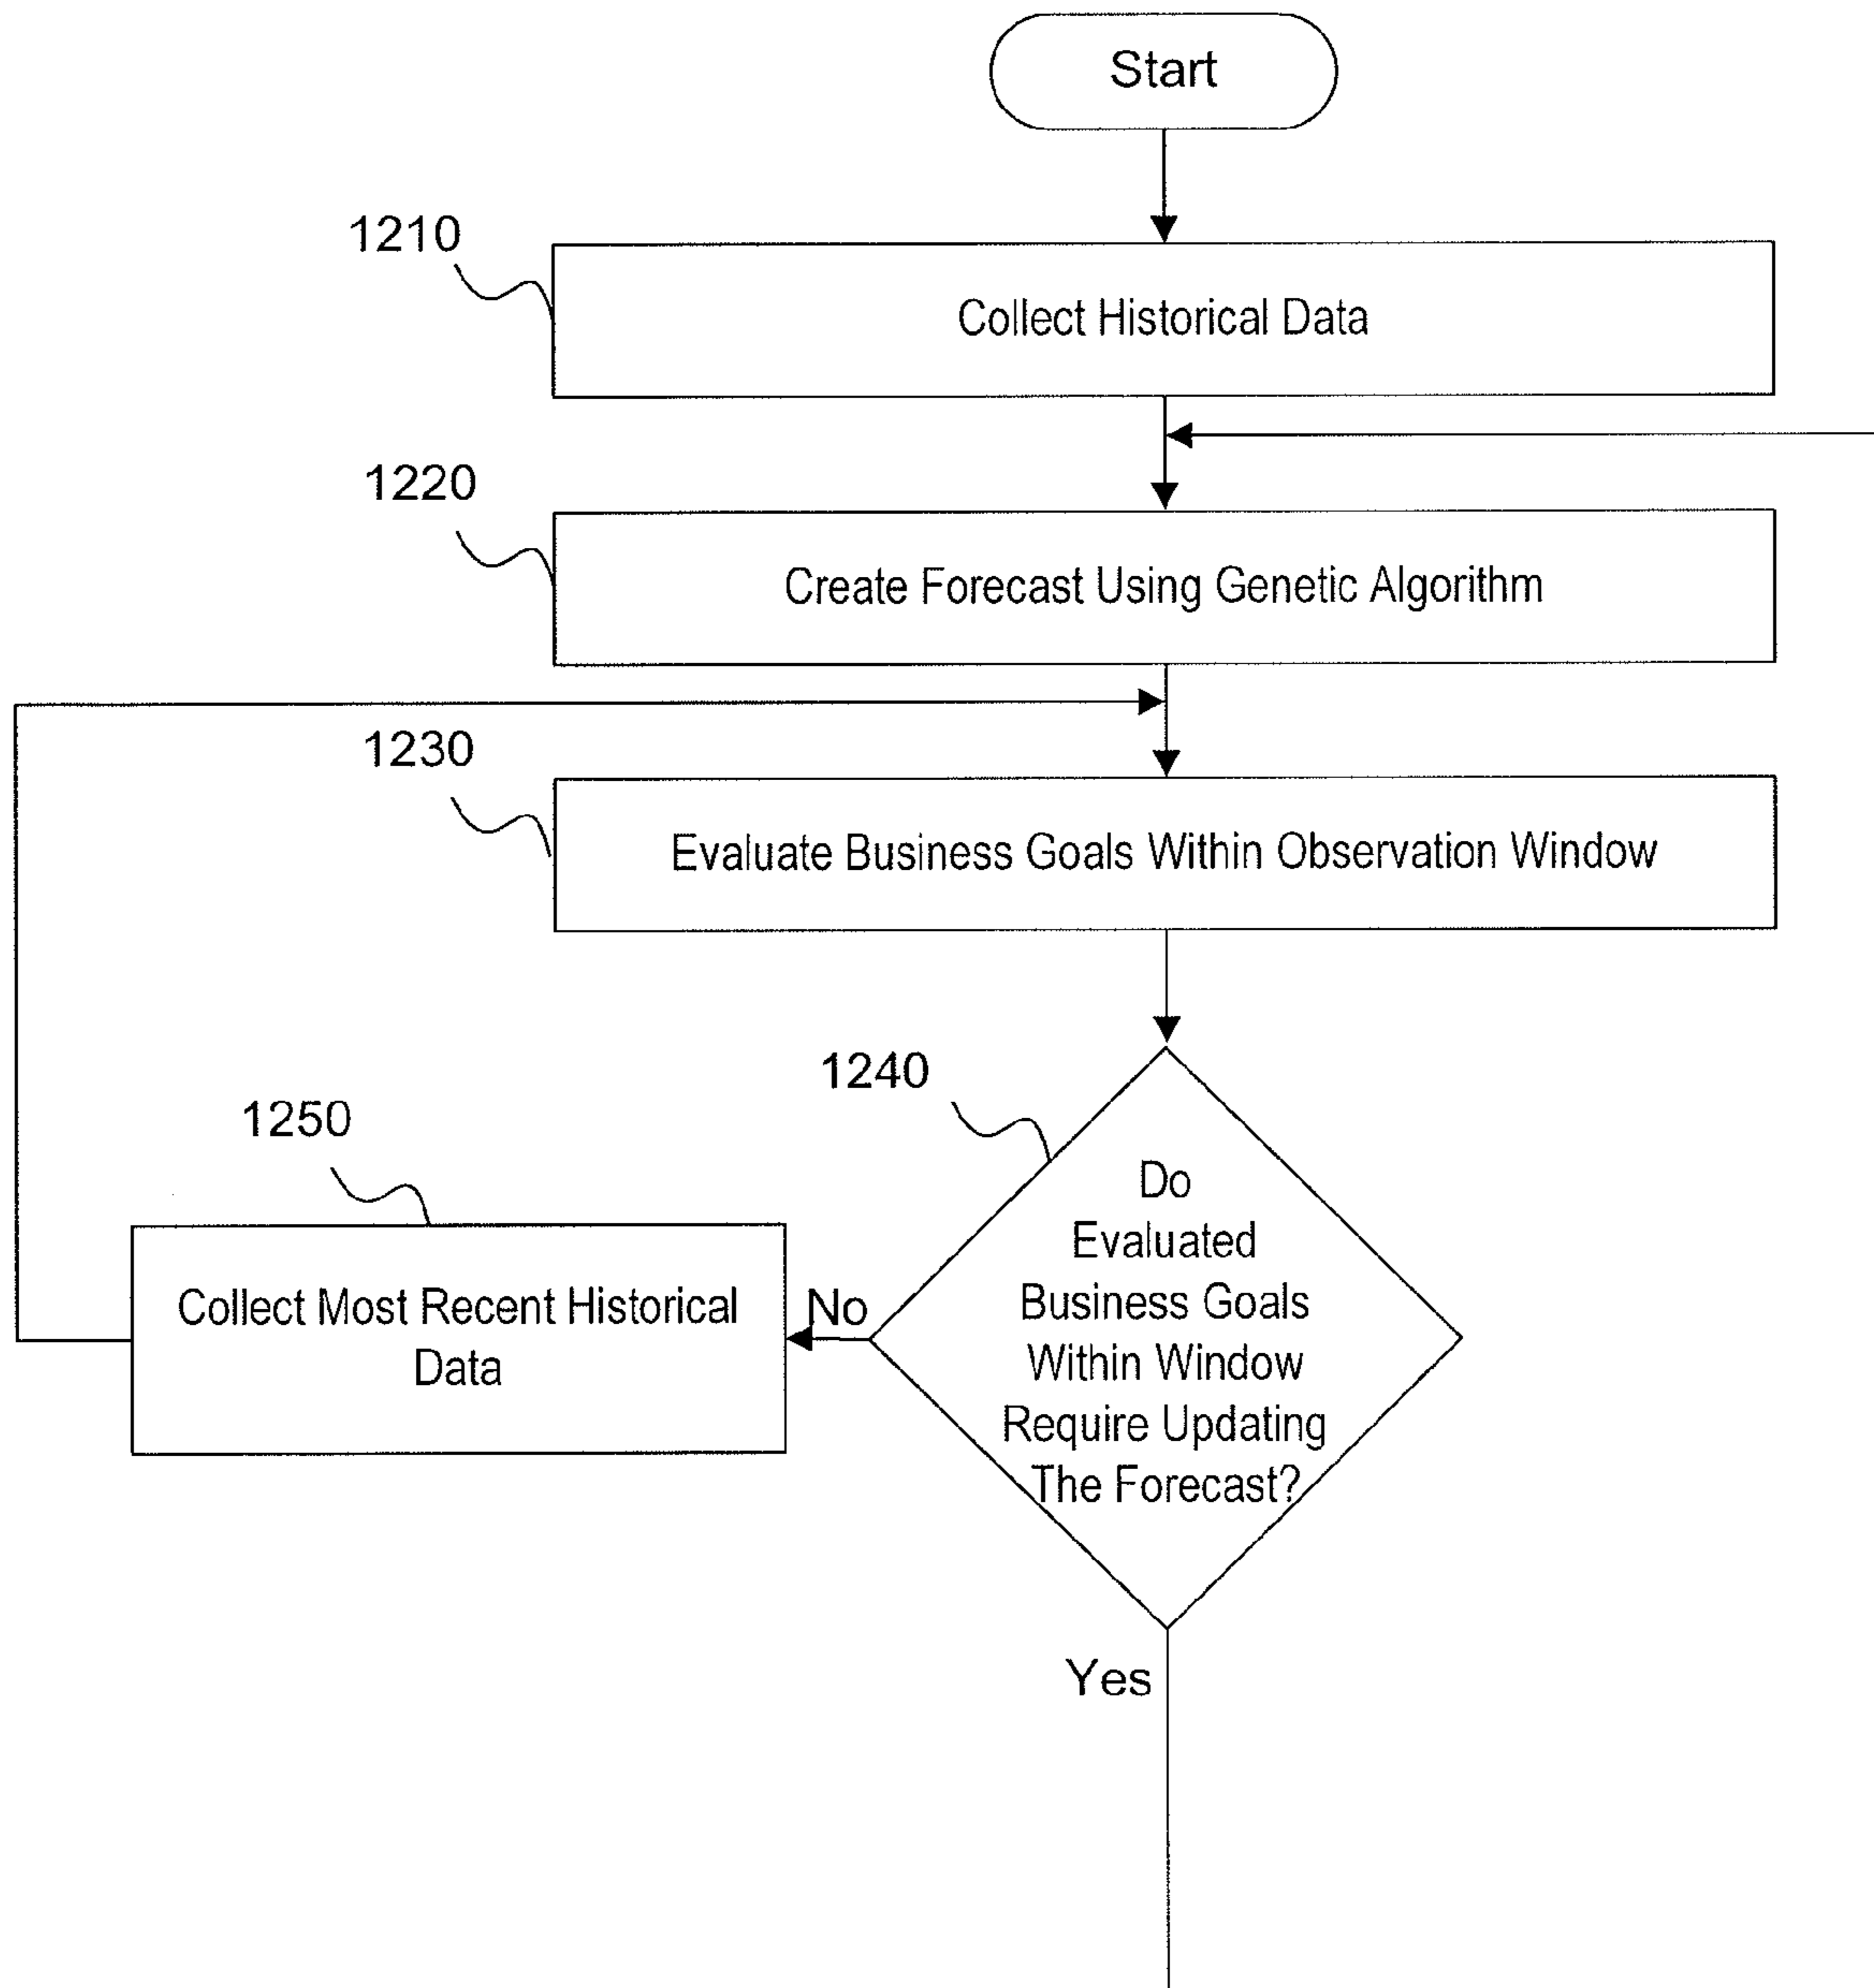 Start
1210
Collect Historical Data
1220
Create Forecast Using Genetic Algorithm
1230
Evaluate Business Goals Within Observation Window
1240
Do
Evaluated
Business Goals
Within Window
Require Updating
The Forecast?
1250
Collect Most Recent Historical
Data
No
Yes